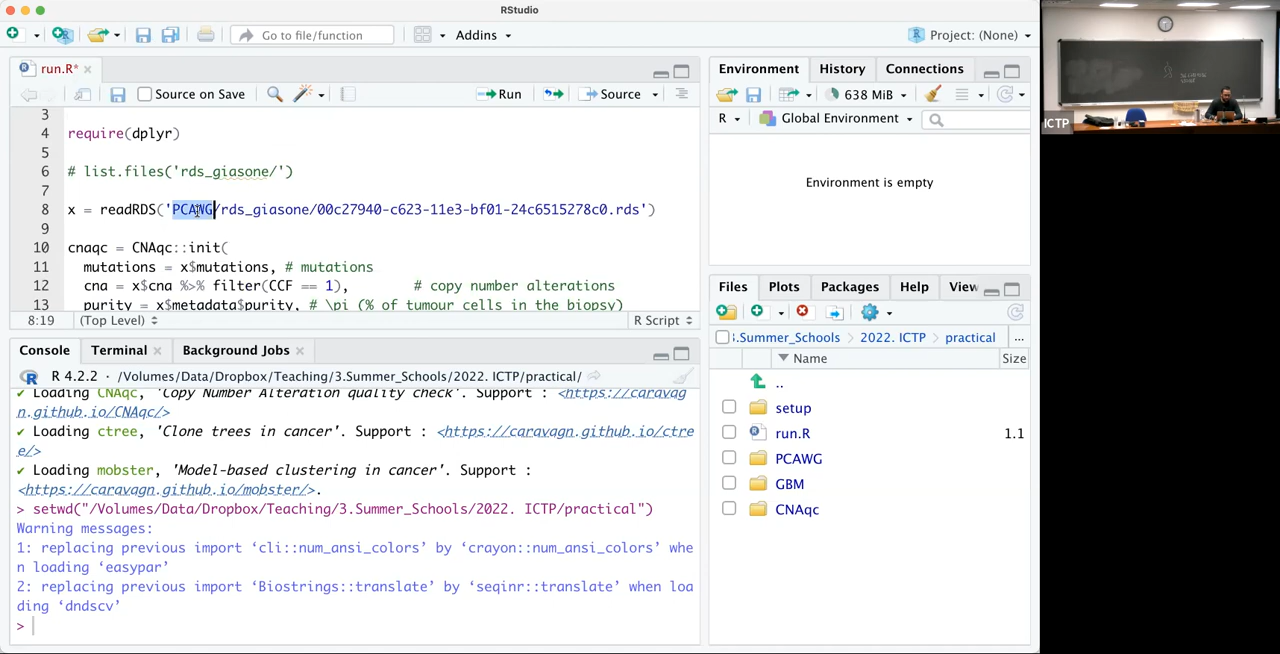 RStudio
Go to file/function
Addins
Project: (None)
run.R*
Source on Save
Run
Source
3
4 require(dplyr)
5
6 # list.files('rds_giasone/')
7
8 x = readRDS('PCAWG/rds_giasone/00c27940-c623-11e3-bf01-24c6515278c0.rds')
9
10 cnaqc = CNAqc::init(
11 mutations = x$mutations, # mutations
12 cna = x$cna %>% filter(CCF == 1), # copy number alterations
13 purity = x$metadata$purity, # \pi (% of tumour cells in the biopsy)
8:19 (Top Level) R Script
Console Terminal Background Jobs
R 4.2.2 · /Volumes/Data/Dropbox/Teaching/3.Summer_Schools/2022. ICTP/practical/
✔ Loading CNAqc, 'Copy Number Alteration quality check'. Support : <https://caravag
n.github.io/CNAqc/>
✔ Loading ctree, 'Clone trees in cancer'. Support : <https://caravagn.github.io/ctre
e/>
✔ Loading mobster, 'Model-based clustering in cancer'. Support :
<https://caravagn.github.io/mobster/>.
> setwd("/Volumes/Data/Dropbox/Teaching/3.Summer_Schools/2022. ICTP/practical")
Warning messages:
1: replacing previous import ‘cli::num_ansi_colors’ by ‘crayon::num_ansi_colors’ whe
n loading ‘easypar’
2: replacing previous import ‘Biostrings::translate’ by ‘seqinr::translate’ when loa
ding ‘dndscv’
>
Environment History Connections
638 MiB
R Global Environment
Environment is empty
Files Plots Packages Help View
3.Summer_Schools 2022. ICTP practical ...
Name Size
..
setup
run.R 1.1
PCAWG
GBM
CNAqc
ICTP